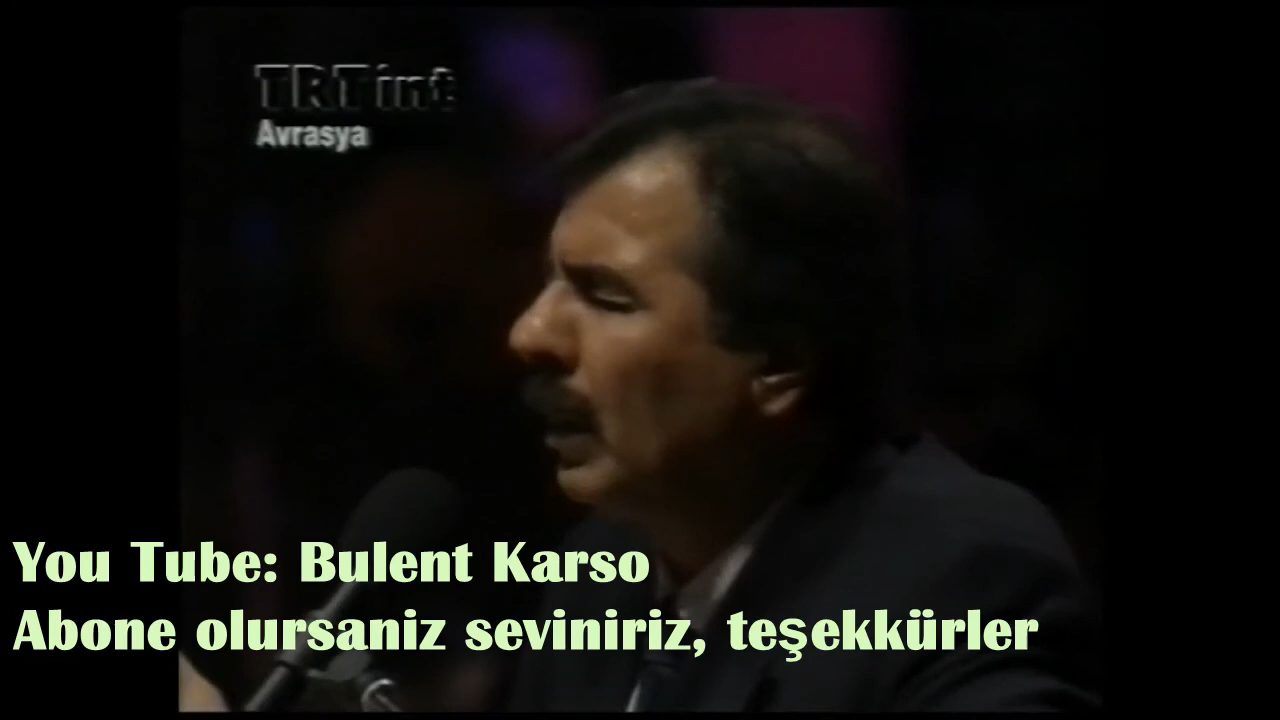 TRT int
Avrasya
You Tube: Bulent Karso
Abone olursaniz seviniriz, teşekkürler